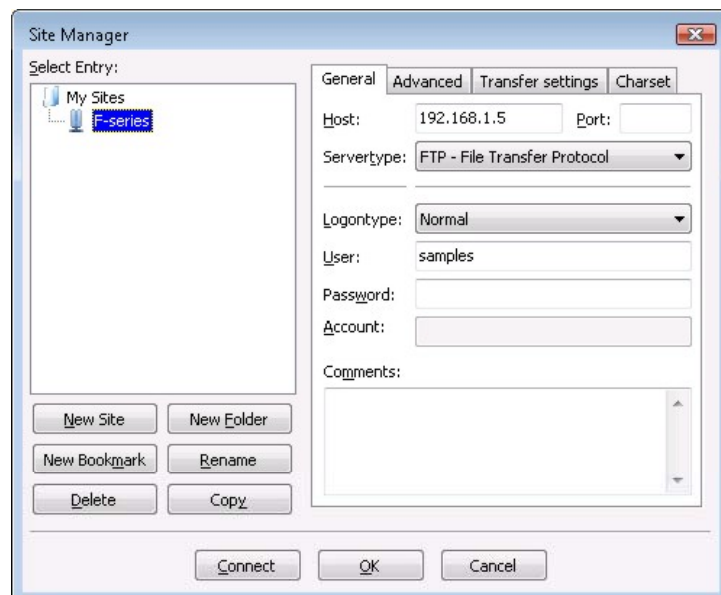 Site Manager
Select Entry:
My Sites
F-series
New Site New Folder
New Bookmark Rename
Delete Copy
General Advanced Transfer settings Charset
Host: 192.168.1.5 Port:
Servertype: FTP - File Transfer Protocol
Logontype: Normal
User: samples
Password:
Account:
Comments:
Connect OK Cancel